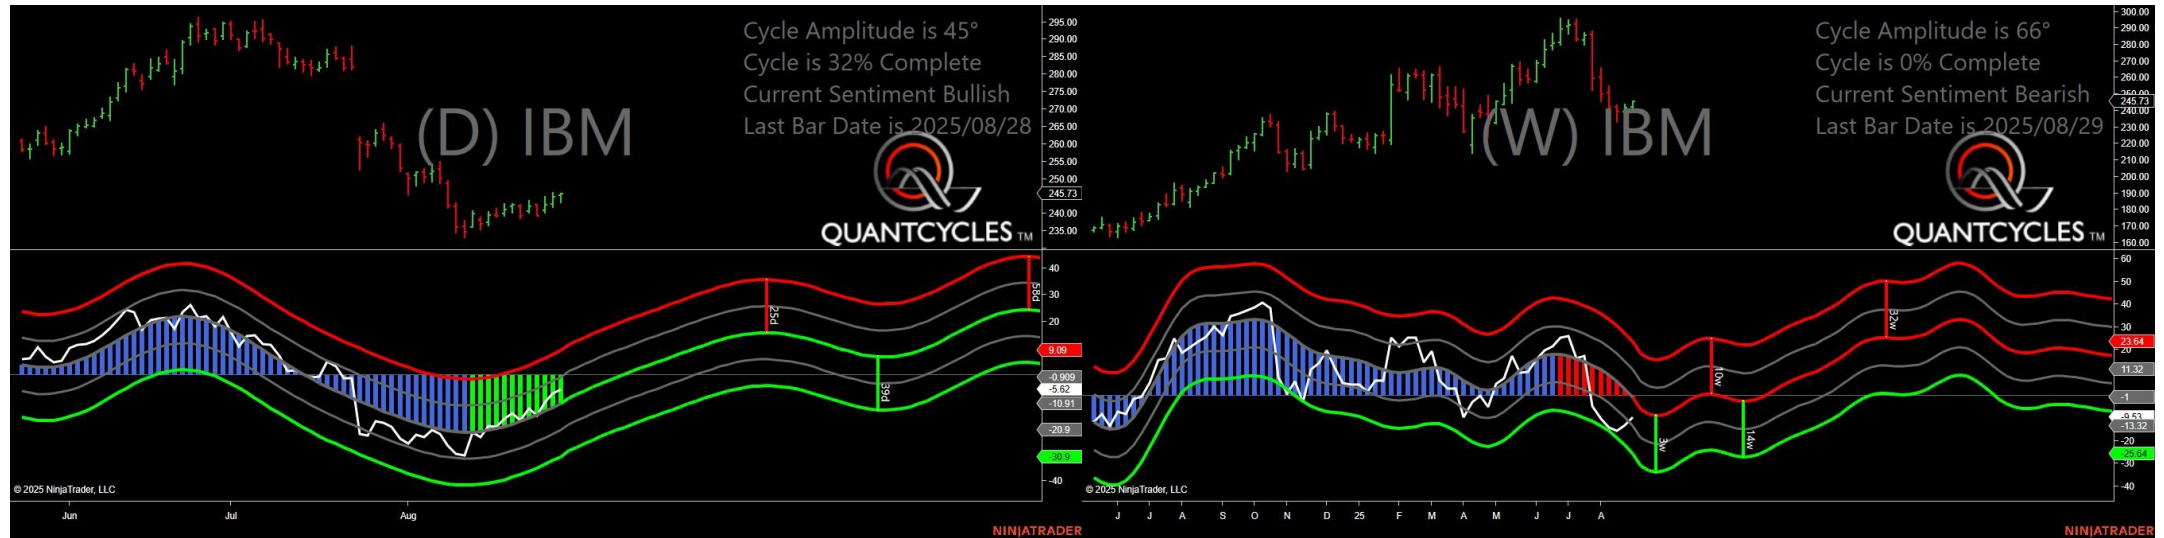 Cycle Amplitude is 45°
Cycle is 32% Complete
Current Sentiment Bullish
Last Bar Date is 2025/08/28
(D) IBM
QUANTCYCLES TM
295.00
285.00
280.00
275.00
270.00
265.00
260.00
255.00
250.00
245.73
240.00
235.00
40
30
20
9.09
-0.909
-5.62
-10.91
-20.9
-30.9
-40
25d
39d
58d
© 2025 NinjaTrader, LLC
Jun
Jul
Aug
NINJATRADER
Cycle Amplitude is 66°
Cycle is 0% Complete
Current Sentiment Bearish
Last Bar Date is 2025/08/29
(W) IBM
QUANTCYCLES TM
300.00
290.00
280.00
270.00
260.00
245.73
240.00
230.00
220.00
210.00
200.00
190.00
180.00
170.00
160.00
60
50
40
30
23.64
20
11.32
-1
-9.53
-13.32
-20
-25.64
-30
-40
3w
10w
14w
32w
© 2025 NinjaTrader, LLC
J J A S O N D 25 F M A M J J A
NINJATRADER